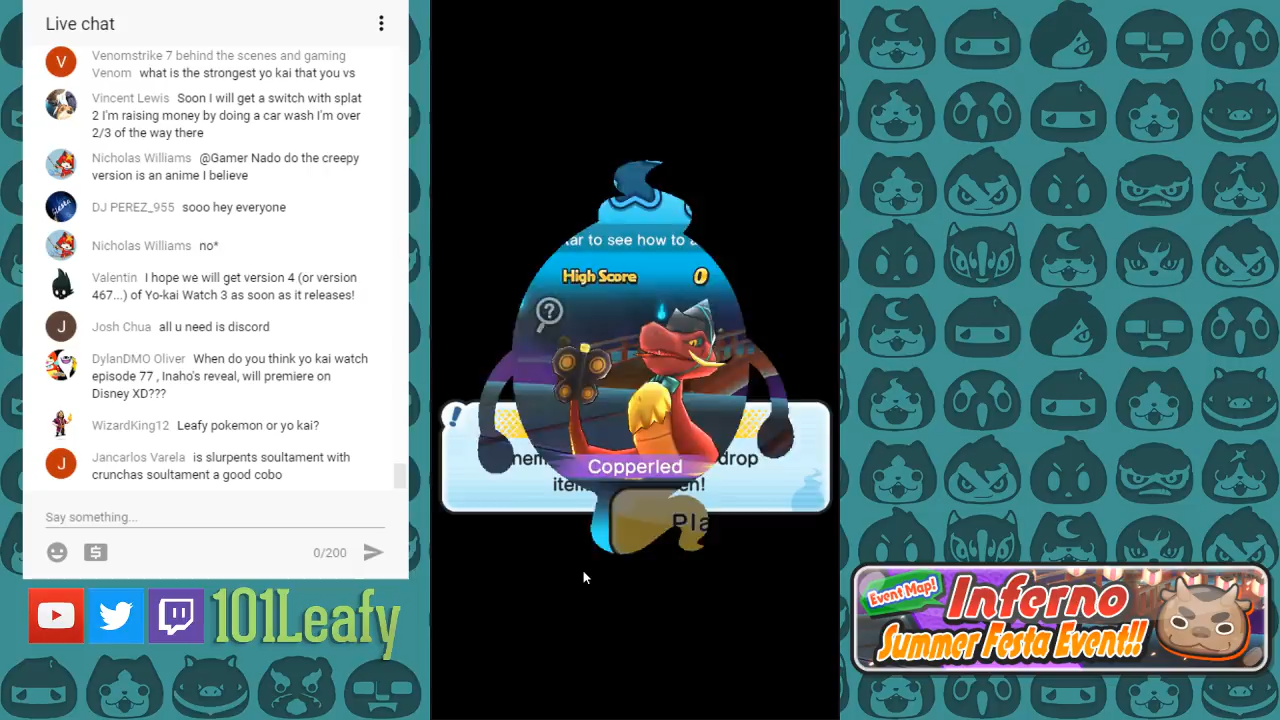 Live chat
Venomstrike 7 behind the scenes and gaming
Venom what is the strongest yo kai that you vs
Vincent Lewis Soon I will get a switch with splat
2 I'm raising money by doing a car wash I'm over
2/3 of the way there
Nicholas Williams @Gamer Nado do the creepy
version is an anime I believe
DJ PEREZ_955 sooo hey everyone
Nicholas Williams no*
Valentin I hope we will get version 4 (or version
467...) of Yo-kai Watch 3 as soon as it releases!
Josh Chua all u need is discord
DylanDMO Oliver When do you think yo kai watch
episode 77 , Inaho's reveal, will premiere on
Disney XD???
WizardKing12 Leafy pokemon or yo kai?
Jancarlos Varela is slurpents soultament with
crunchas soultament a good cobo
Say something...
0/200
101Leafy
tar to see how to a
High Score 0
Copperled
drop
Event Map!
Inferno
Summer Festa Event!!